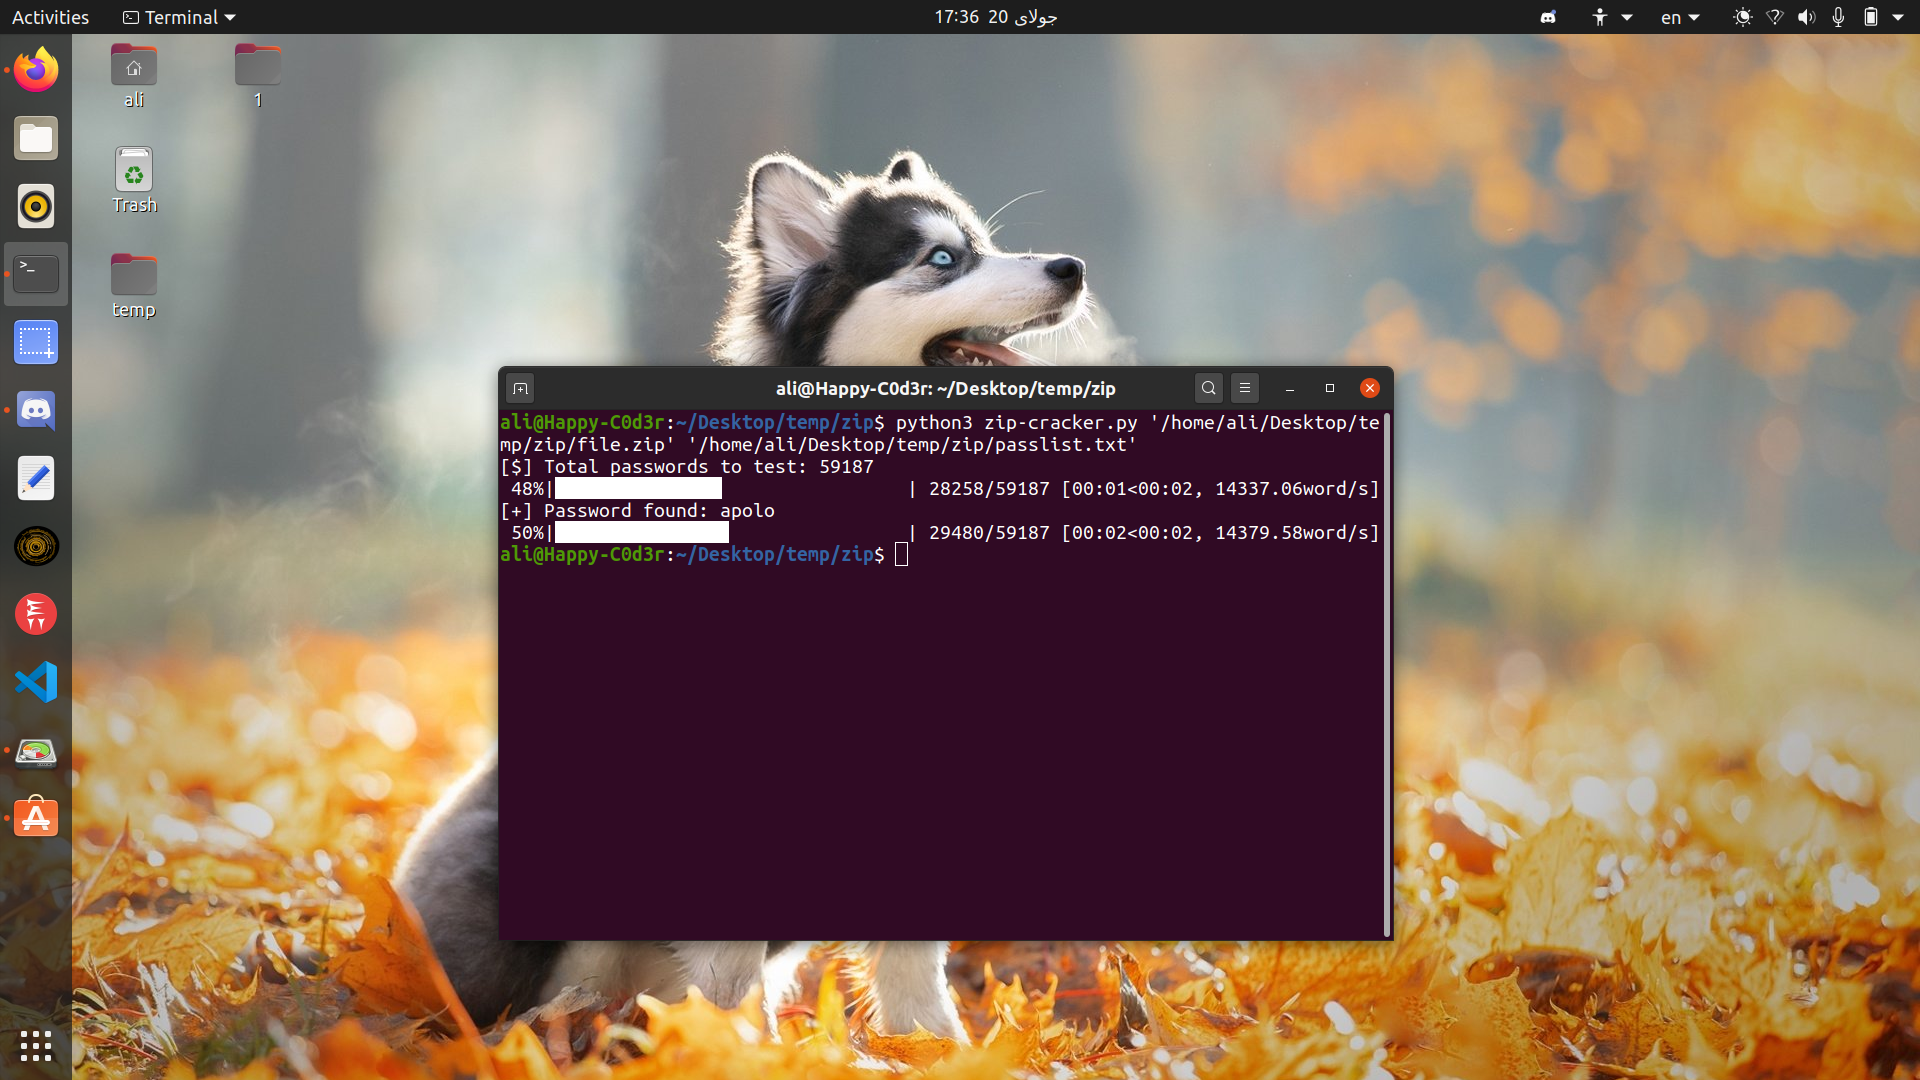 Activities Terminal 17:36 20 جولای en
ali 1
Trash
temp
ali@Happy-C0d3r: ~/Desktop/temp/zip
ali@Happy-C0d3r:~/Desktop/temp/zip$ python3 zip-cracker.py '/home/ali/Desktop/te
mp/zip/file.zip' '/home/ali/Desktop/temp/zip/passlist.txt'
[$] Total passwords to test: 59187
48%| | 28258/59187 [00:01<00:02, 14337.06word/s]
[+] Password found: apolo
50%| | 29480/59187 [00:02<00:02, 14379.58word/s]
ali@Happy-C0d3r:~/Desktop/temp/zip$